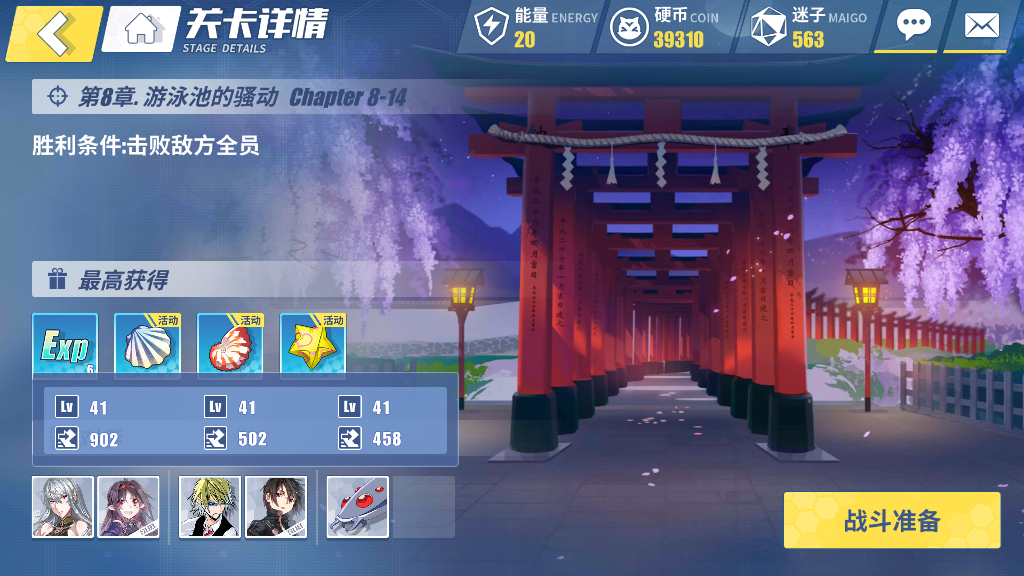 关卡详情
STAGE DETAILS
能量 ENERGY
20
硬币 COIN
39310
迷子 MAIGO
563
第8章.游泳池的骚动 Chapter 8-14
胜利条件:击败敌方全员
最高获得
Exp
6
活动
活动
活动
Lv 41
Lv 41
Lv 41
902
502
458
战斗准备